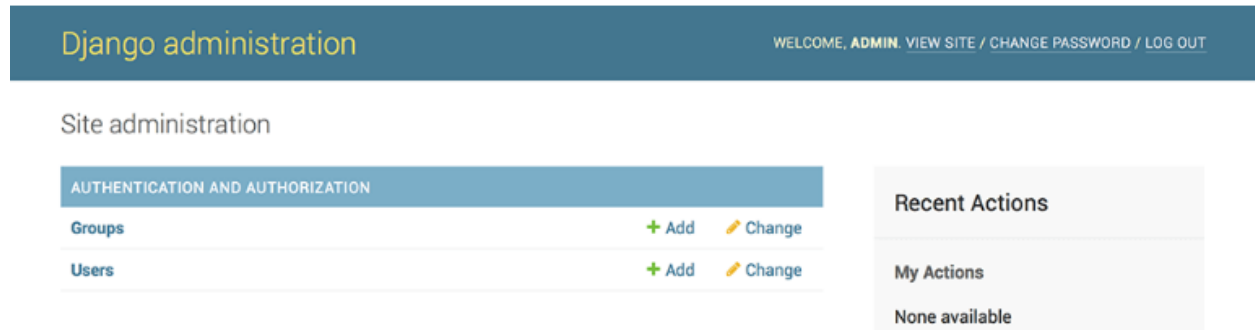 Django administration
WELCOME, ADMIN. VIEW SITE / CHANGE PASSWORD / LOG OUT
Site administration
AUTHENTICATION AND AUTHORIZATION
Groups + Add Change
Users + Add Change
Recent Actions
My Actions
None available